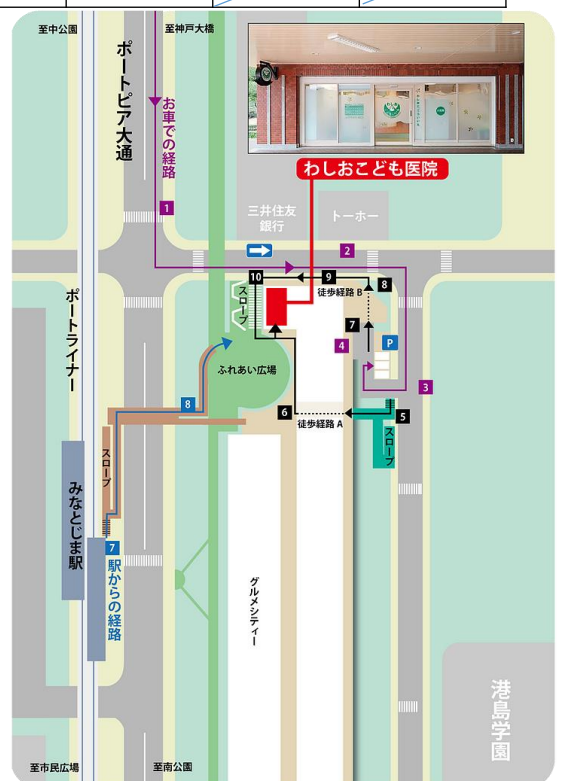 至中公園
至神戸大橋
ポートピア大通
お車での経路
わしおこども医院
1
三井住友
銀行
トーホー
2
10
9
8
徒歩経路 B
スロープ
7
4
P
ポートライナー
ふれあい広場
3
8
6
5
徒歩経路 A
スロープ
スロープ
みなとじま駅
7
駅からの経路
グルメシティー
港島学園
至市民広場
至南公園